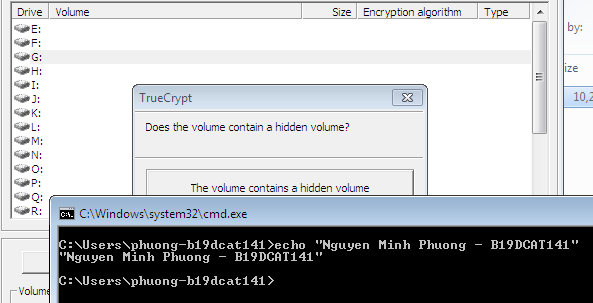 Drive Volume Size Encryption algorithm Type
E:
F:
G:
H:
I:
J:
K:
L:
M:
N:
O:
P:
Q:
R:
by:
ize
10,2
TrueCrypt
Does the volume contain a hidden volume?
The volume contains a hidden volume
C:\Windows\system32\cmd.exe
C:\Users\phuong-b19dcat141>echo "Nguyen Minh Phuong - B19DCAT141"
"Nguyen Minh Phuong - B19DCAT141"
C:\Users\phuong-b19dcat141>
Volume